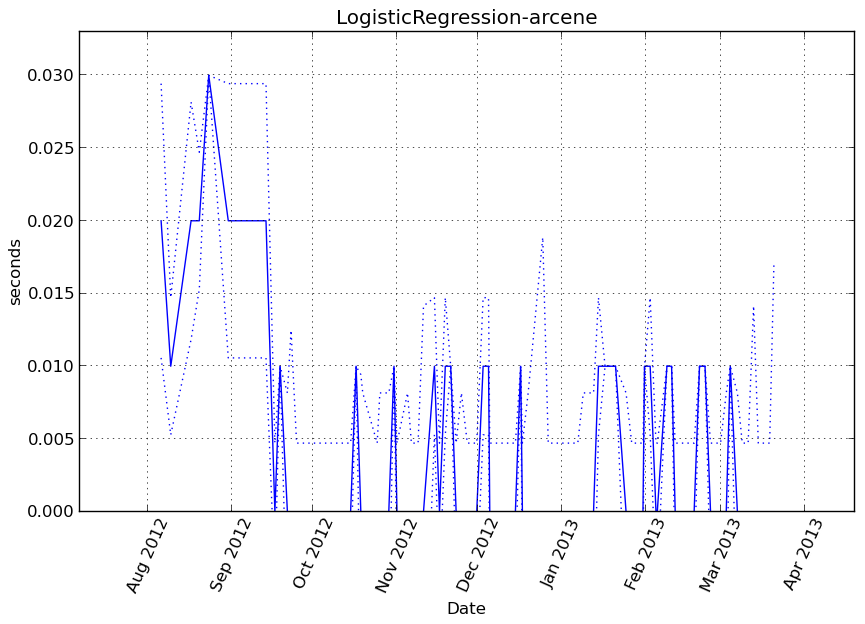 LogisticRegression-arcene
0.030
0.025
0.020
0.015
0.010
0.005
0.000
seconds
Aug 2012
Sep 2012
Oct 2012
Nov 2012
Dec 2012
Jan 2013
Feb 2013
Mar 2013
Apr 2013
Date